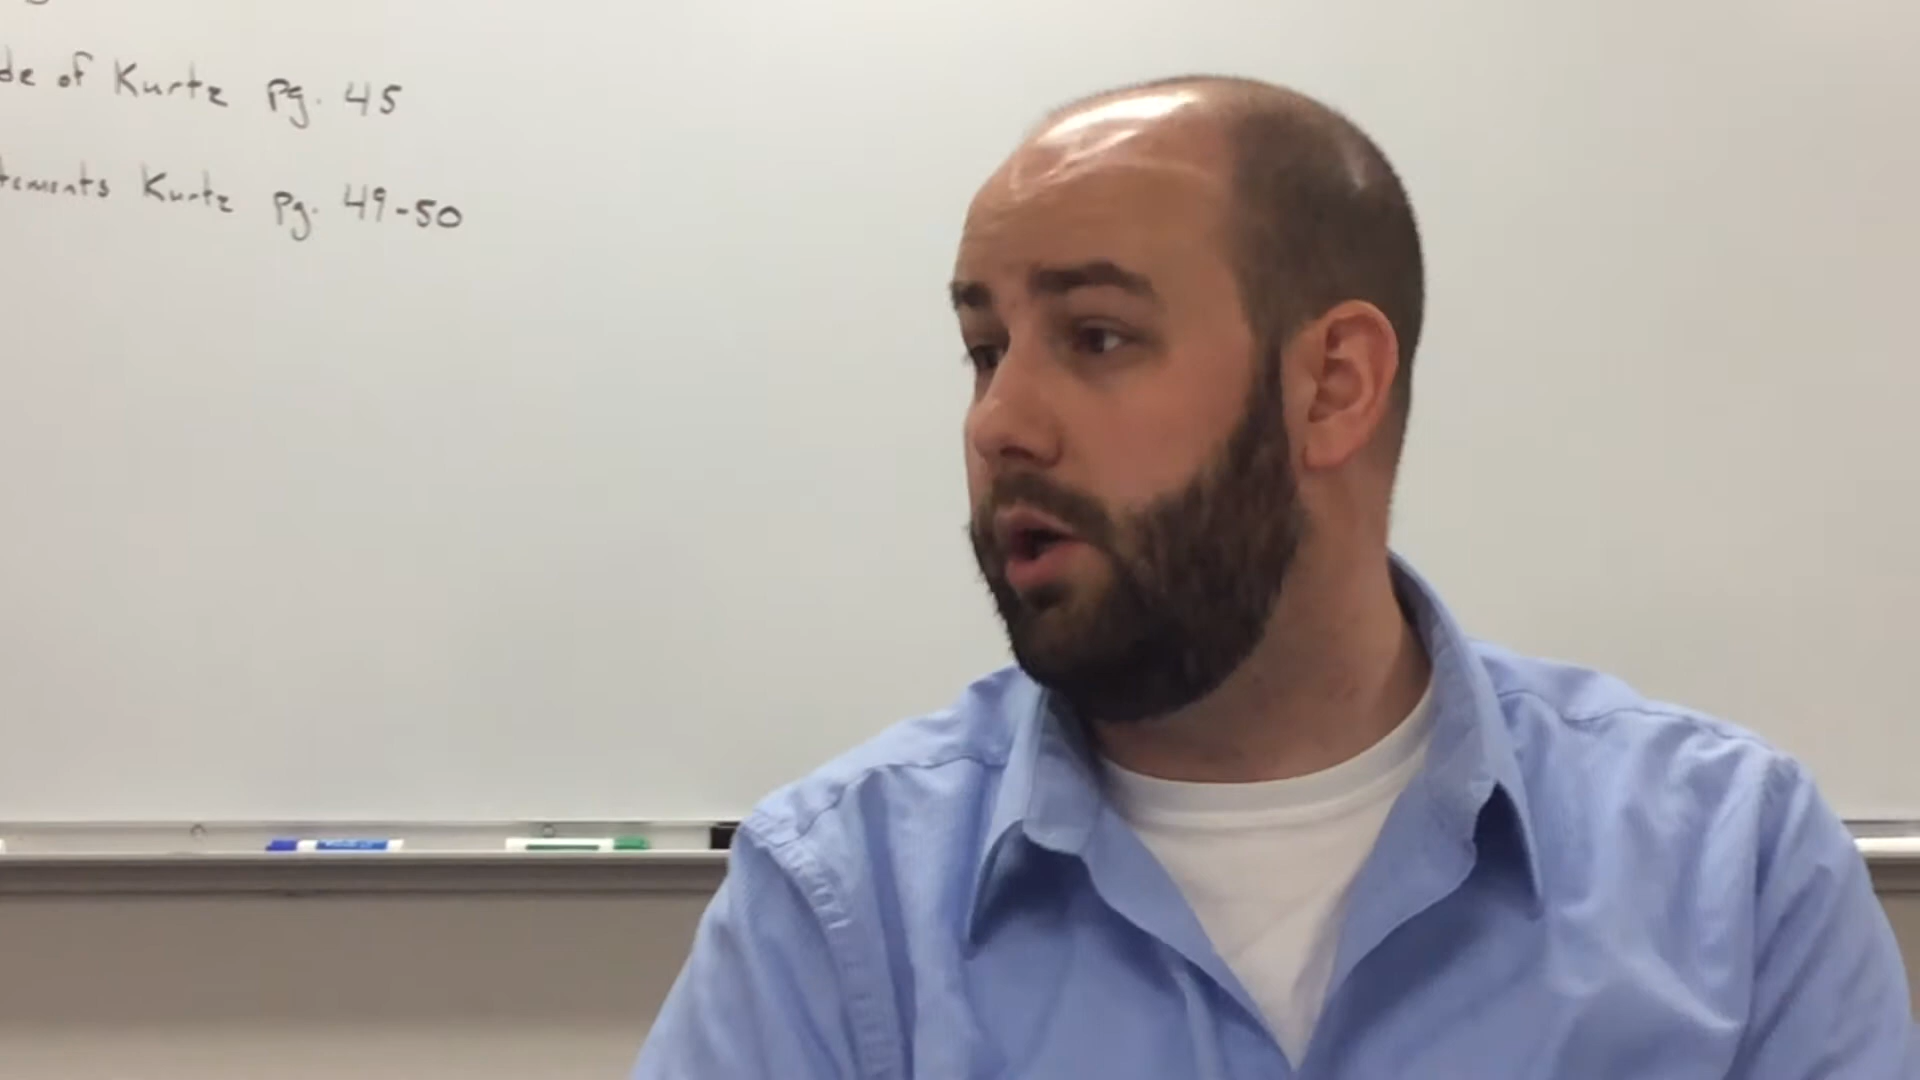 de of Kurtz pg. 45
tements Kurtz pg. 49-50